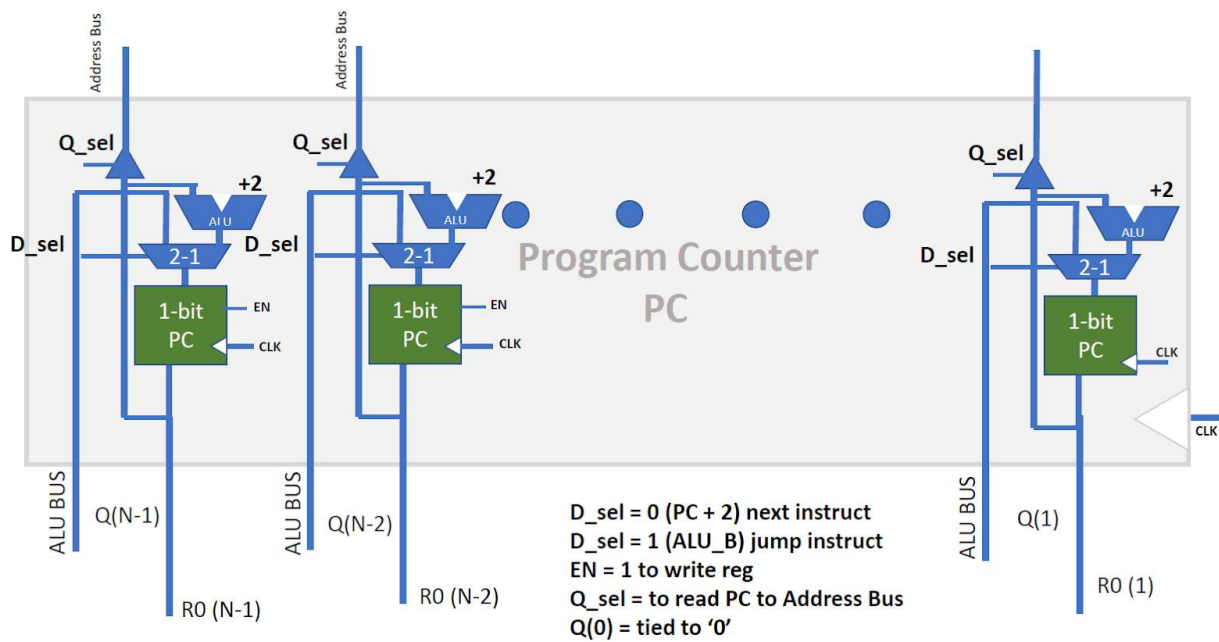 Address Bus
Address Bus
Q_sel
Q_sel
Q_sel
+2
+2
+2
ALU
ALU
ALU
D_sel
D_sel
D_sel
2-1
2-1
2-1
Program Counter
PC
1-bit
PC
EN
CLK
1-bit
PC
EN
CLK
1-bit
PC
CLK
CLK
ALU BUS
Q(N-1)
ALU BUS
Q(N-2)
ALU BUS
Q(1)
R0 (N-1)
R0 (N-2)
R0 (1)
D_sel = 0 (PC + 2) next instruct
D_sel = 1 (ALU_B) jump instruct
EN = 1 to write reg
Q_sel = to read PC to Address Bus
Q(0) = tied to ‘0’